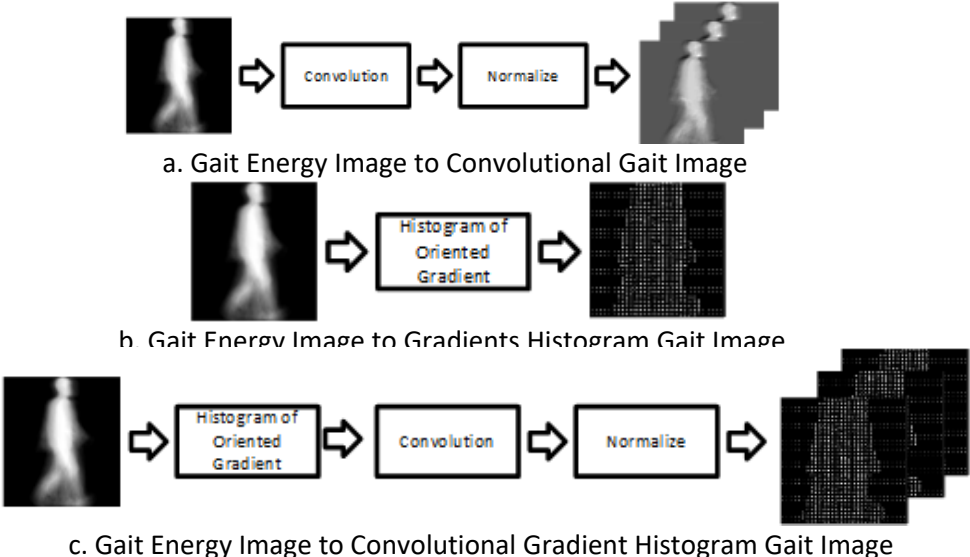 Convolution
Normalize
a. Gait Energy Image to Convolutional Gait Image
Histogram of
Oriented
Gradient
b. Gait Energy Image to Gradients Histogram Gait Image
Histogram of
Oriented
Gradient
Convolution
Normalize
c. Gait Energy Image to Convolutional Gradient Histogram Gait Image